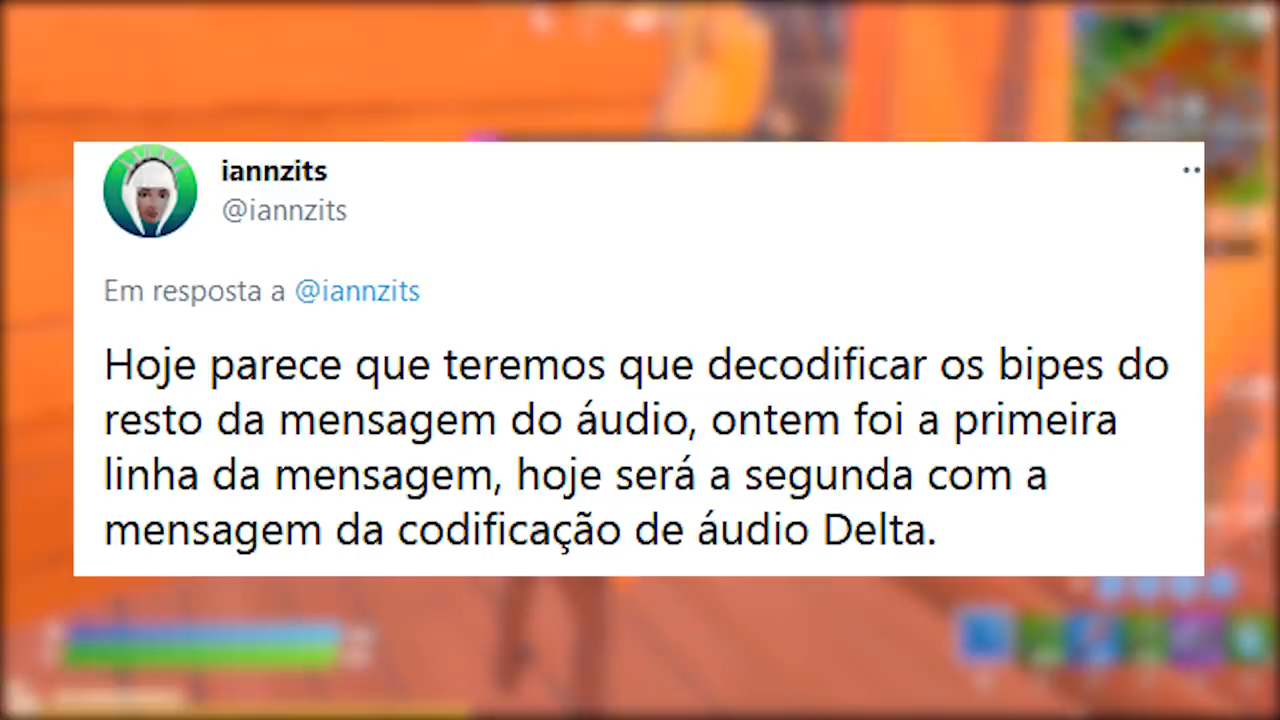 iannzits
@iannzits
Em resposta a @iannzits
Hoje parece que teremos que decodificar os bipes do
resto da mensagem do áudio, ontem foi a primeira
linha da mensagem, hoje será a segunda com a
mensagem da codificação de áudio Delta.